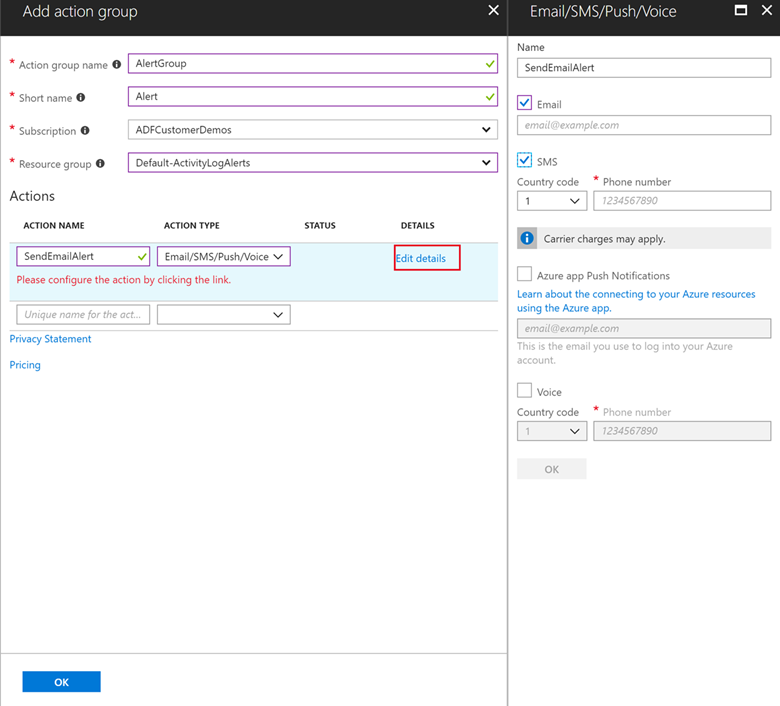 Add action group
* Action group name
AlertGroup
* Short name
Alert
* Subscription
ADFCustomerDemos
* Resource group
Default-ActivityLogAlerts
Actions
ACTION NAME ACTION TYPE STATUS DETAILS
SendEmailAlert Email/SMS/Push/Voice Edit details
Please configure the action by clicking the link.
Unique name for the act...
Privacy Statement
Pricing
OK
Email/SMS/Push/Voice
Name
SendEmailAlert
Email
email@example.com
SMS
Country code * Phone number
1 1234567890
Carrier charges may apply.
Azure app Push Notifications
Learn about the connecting to your Azure resources
using the Azure app.
email@example.com
This is the email you use to log into your Azure
account.
Voice
Country code * Phone number
1 1234567890
OK